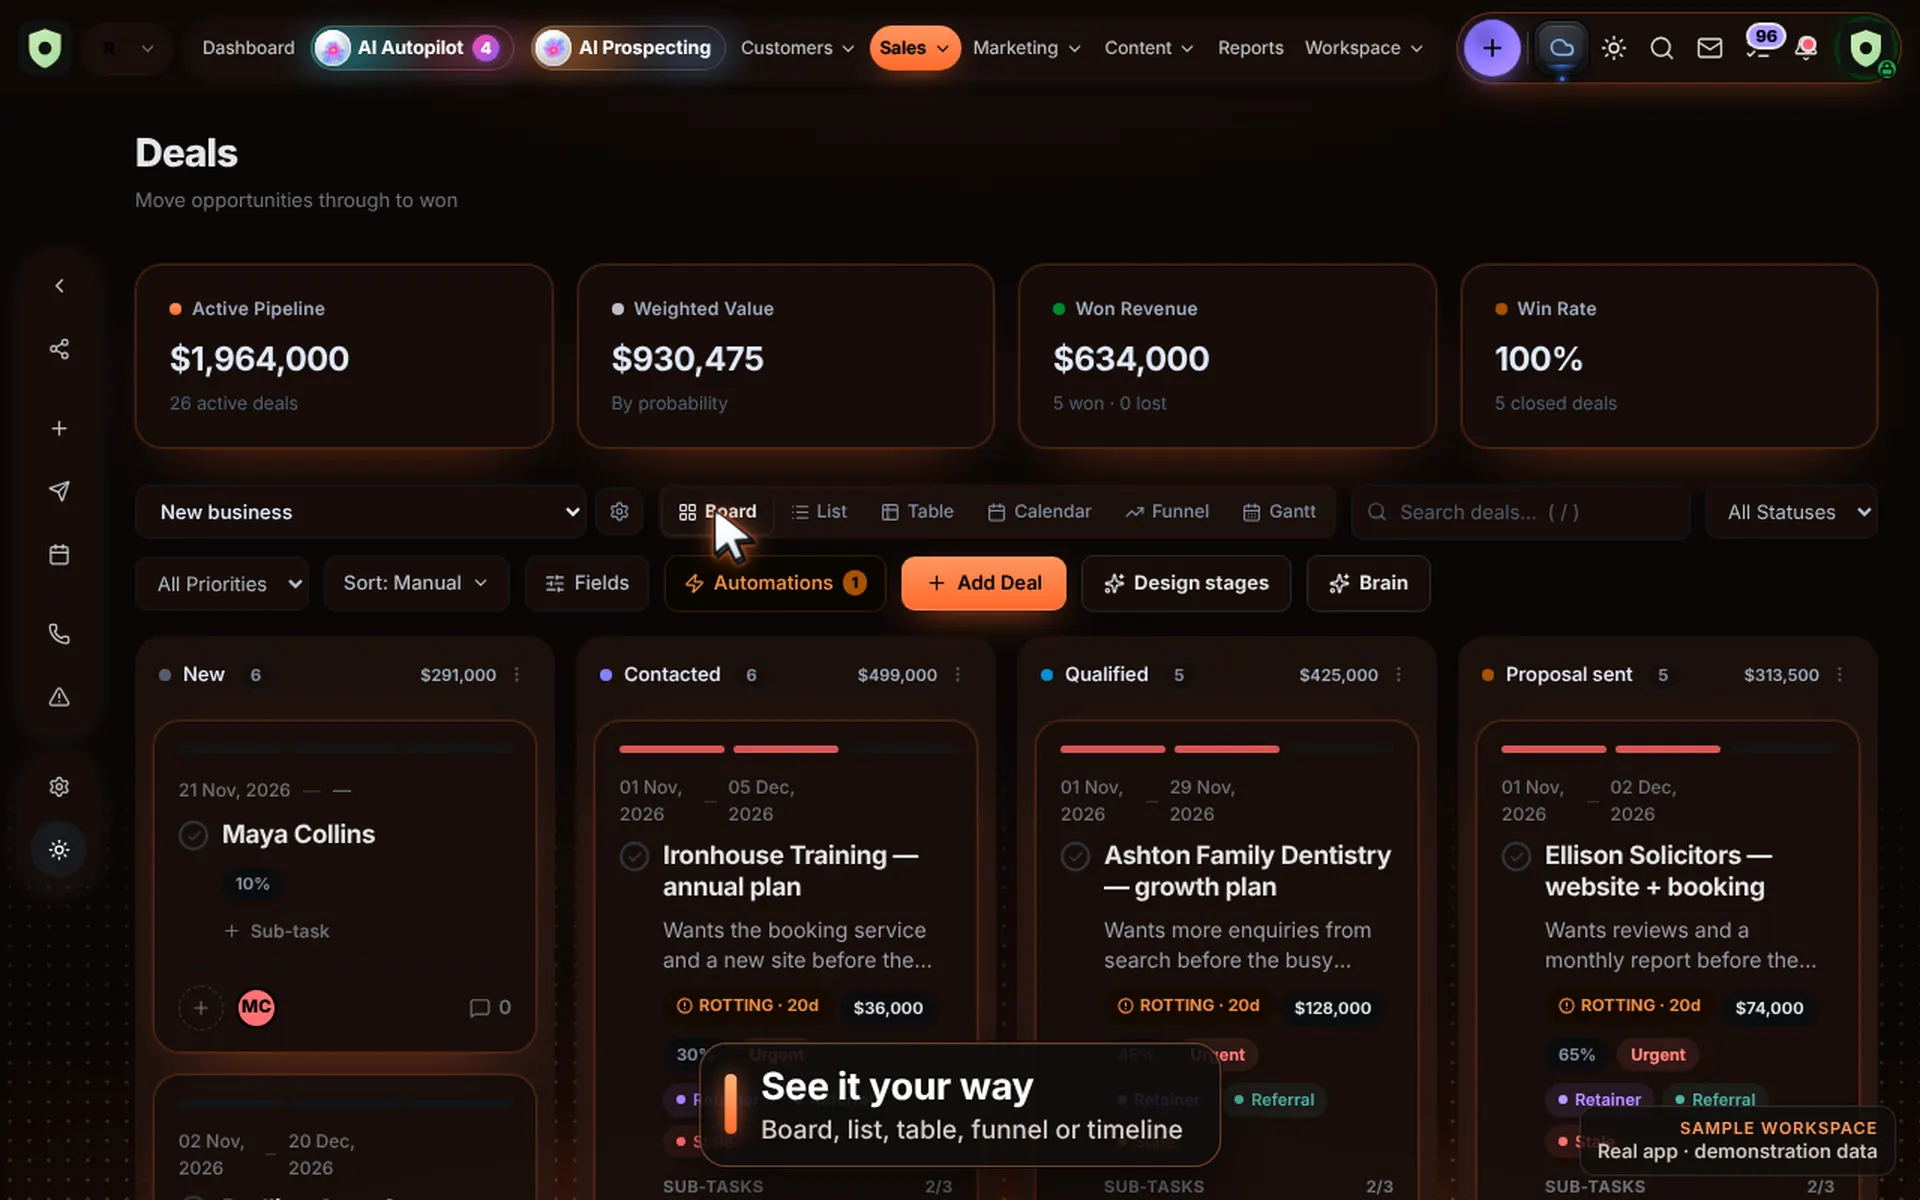 R
Dashboard
AI Autopilot 4
AI Prospecting
Customers
Sales
Marketing
Content
Reports
Workspace
96
Deals
Move opportunities through to won
Active Pipeline
$1,964,000
26 active deals
Weighted Value
$930,475
By probability
Won Revenue
$634,000
5 won · 0 lost
Win Rate
100%
5 closed deals
New business
Board
List
Table
Calendar
Funnel
Gantt
Search deals... ( / )
All Statuses
All Priorities
Sort: Manual
Fields
Automations 1
+ Add Deal
Design stages
Brain
New 6 $291,000
21 Nov, 2026 — —
Maya Collins
10%
+ Sub-task
MC
0
02 Nov, 2026 – 20 Dec, 2026
Contacted 6 $499,000
01 Nov, 2026 – 05 Dec, 2026
Ironhouse Training —
annual plan
Wants the booking service
and a new site before the...
ROTTING · 20d $36,000
30% Urgent
SUB-TASKS 2/3
Qualified 5 $425,000
01 Nov, 2026 – 29 Nov, 2026
Ashton Family Dentistry
— growth plan
Wants more enquiries from
search before the busy...
ROTTING · 20d $128,000
45% Urgent
Retainer Referral
SUB-TASKS 2/3
Proposal sent 5 $313,500
01 Nov, 2026 – 02 Dec, 2026
Ellison Solicitors —
website + booking
Wants reviews and a
monthly report before the...
ROTTING · 20d $74,000
65% Urgent
Retainer Referral
Stale
SUB-TASKS 2/3
See it your way
Board, list, table, funnel or timeline
SAMPLE WORKSPACE
Real app · demonstration data